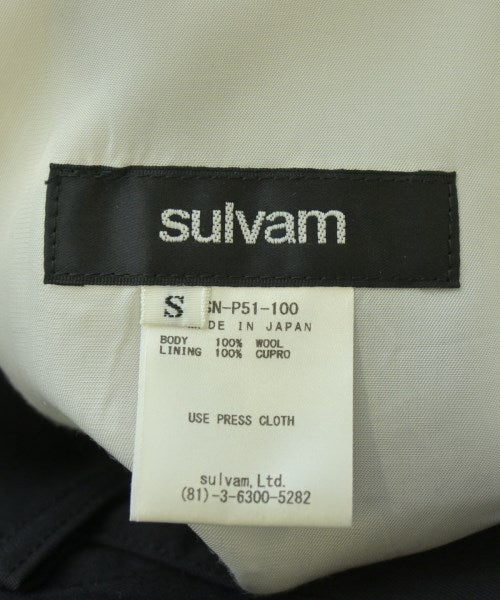 sulvam
S
N-P51-100
DE IN JAPAN
BODY 100% WOOL
LINING 100% CUPRO
USE PRESS CLOTH
sulvam, Ltd.
(81)-3-6300-5282